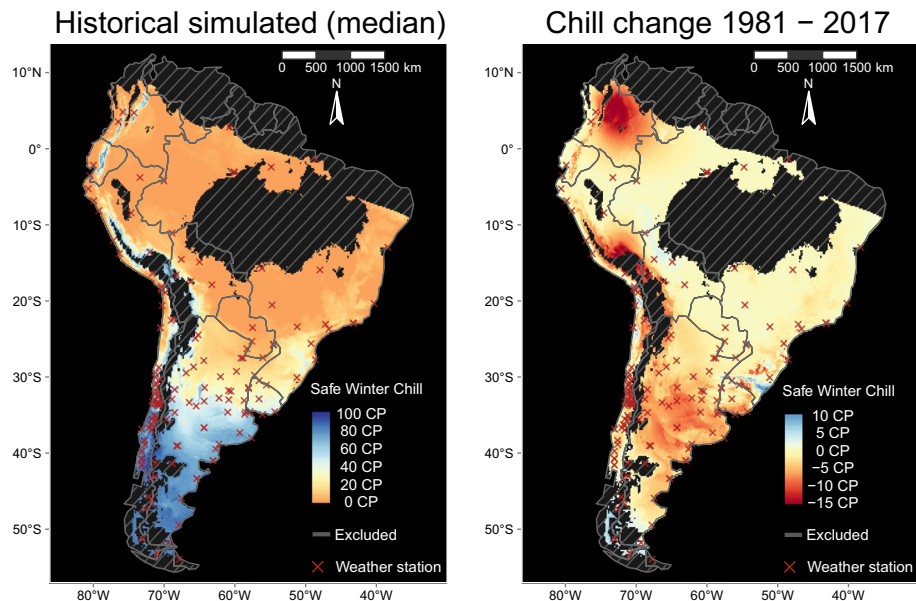 Historical simulated (median)
0 500 1000 1500 km
N
10°N
0°
10°S
20°S
30°S
40°S
50°S
Safe Winter Chill
100 CP
80 CP
60 CP
40 CP
20 CP
0 CP
Excluded
Weather station
80°W 70°W 60°W 50°W 40°W
Chill change 1981 − 2017
0 500 1000 1500 km
N
10°N
0°
10°S
20°S
30°S
40°S
50°S
Safe Winter Chill
10 CP
5 CP
0 CP
−5 CP
−10 CP
−15 CP
Excluded
Weather station
80°W 70°W 60°W 50°W 40°W